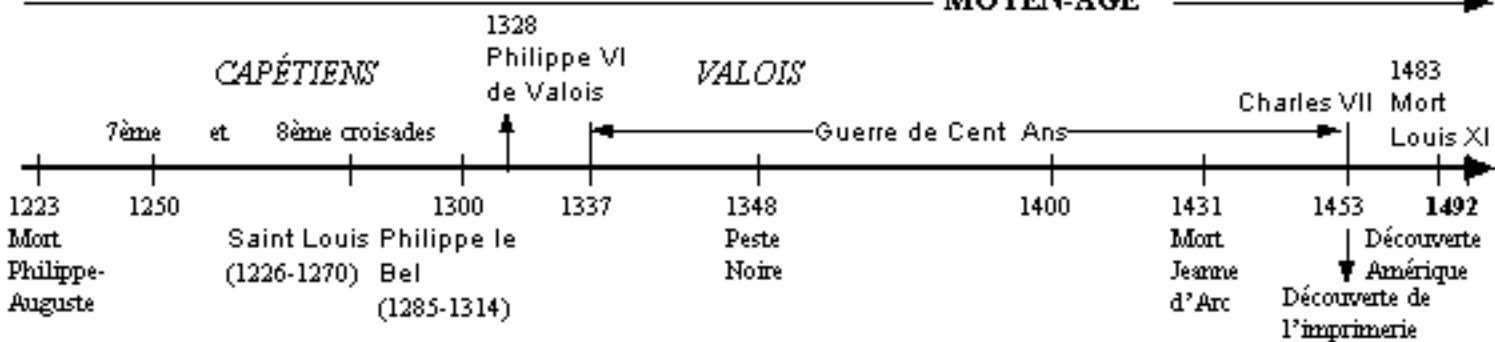 MOYEN-AGE
1328
Philippe VI
de Valois
CAPÉTIENS
VALOIS
1483
Mort
Louis XI
Charles VII
7ème et 8ème croisades
Guerre de Cent Ans
1223
Mort
Philippe-
Auguste
1250
Saint Louis
(1226-1270)
1300
Philippe le
Bel
(1285-1314)
1337
1348
Peste
Noire
1400
1431
Mort
Jeanne
d'Arc
1453
Découverte de
l'imprimerie
1492
Découverte
Amérique